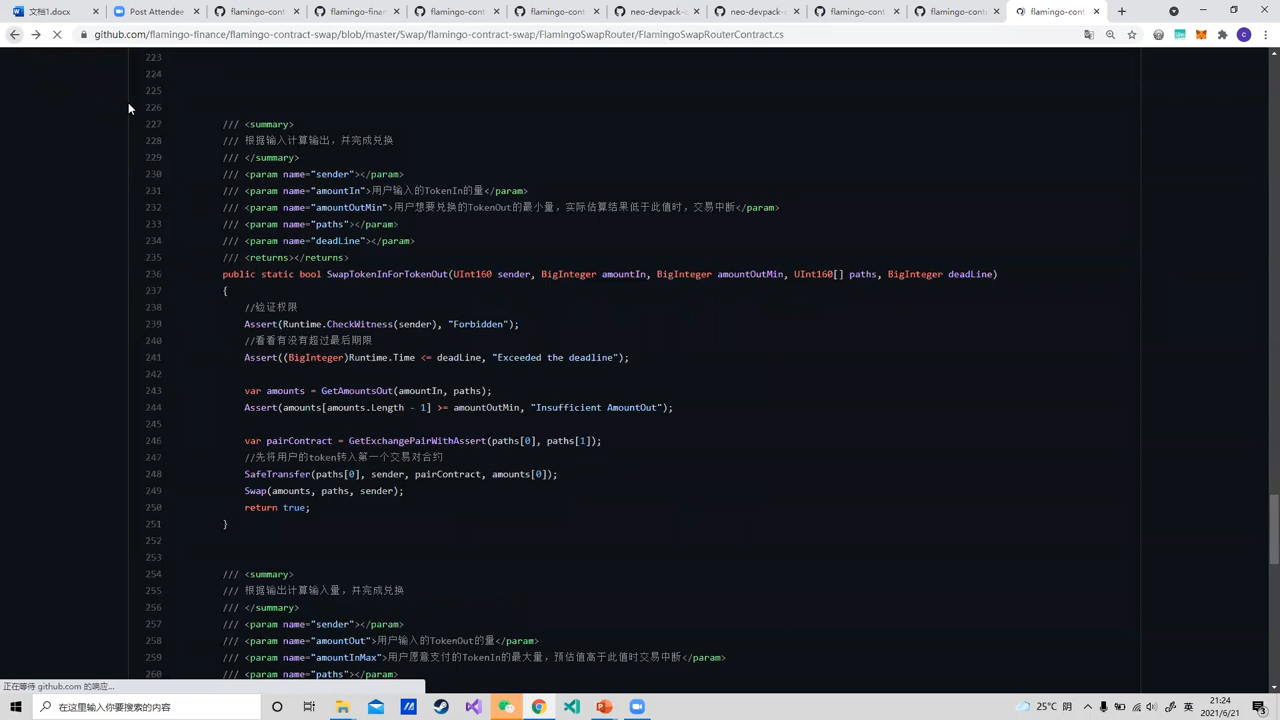 文档1.docx
Post Attendee
flamingo-cont
flamingo-finan
flamingo-cont
flamingo-cont
neo-devpack-
neo-devpack-
flamingo-cont
flamingo-cont
flamingo-cont
github.com/flamingo-finance/flamingo-contract-swap/blob/master/Swap/flamingo-contract-swap/FlamingoSwapRouter/FlamingoSwapRouterContract.cs
223
224
225
226
227 /// <summary>
228 /// 根据输入计算输出，并完成兑换
229 /// </summary>
230 /// <param name="sender"></param>
231 /// <param name="amountIn">用户输入的TokenIn的量</param>
232 /// <param name="amountOutMin">用户想要兑换的TokenOut的最小量，实际估算结果低于此值时，交易中断</param>
233 /// <param name="paths"></param>
234 /// <param name="deadLine"></param>
235 /// <returns></returns>
236 public static bool SwapTokenInForTokenOut(UInt160 sender, BigInteger amountIn, BigInteger amountOutMin, UInt160[] paths, BigInteger deadLine)
237 {
238 //验证权限
239 Assert(Runtime.CheckWitness(sender), "Forbidden");
240 //看看有没有超过最后期限
241 Assert((BigInteger)Runtime.Time <= deadLine, "Exceeded the deadline");
242
243 var amounts = GetAmountsOut(amountIn, paths);
244 Assert(amounts[amounts.Length - 1] >= amountOutMin, "Insufficient AmountOut");
245
246 var pairContract = GetExchangePairWithAssert(paths[0], paths[1]);
247 //先将用户的token转入第一个交易对合约
248 SafeTransfer(paths[0], sender, pairContract, amounts[0]);
249 Swap(amounts, paths, sender);
250 return true;
251 }
252
253
254 /// <summary>
255 /// 根据输出计算输入量，并完成兑换
256 /// </summary>
257 /// <param name="sender"></param>
258 /// <param name="amountOut">用户输入的TokenOut的量</param>
259 /// <param name="amountInMax">用户愿意支付的TokenIn的最大量，预估值高于此值时交易中断</param>
260 /// <param name="paths"></param>
正在等待 github.com 的响应...
在这里输入你要搜索的内容
25°C 阴
英
21:24
2021/6/21
3